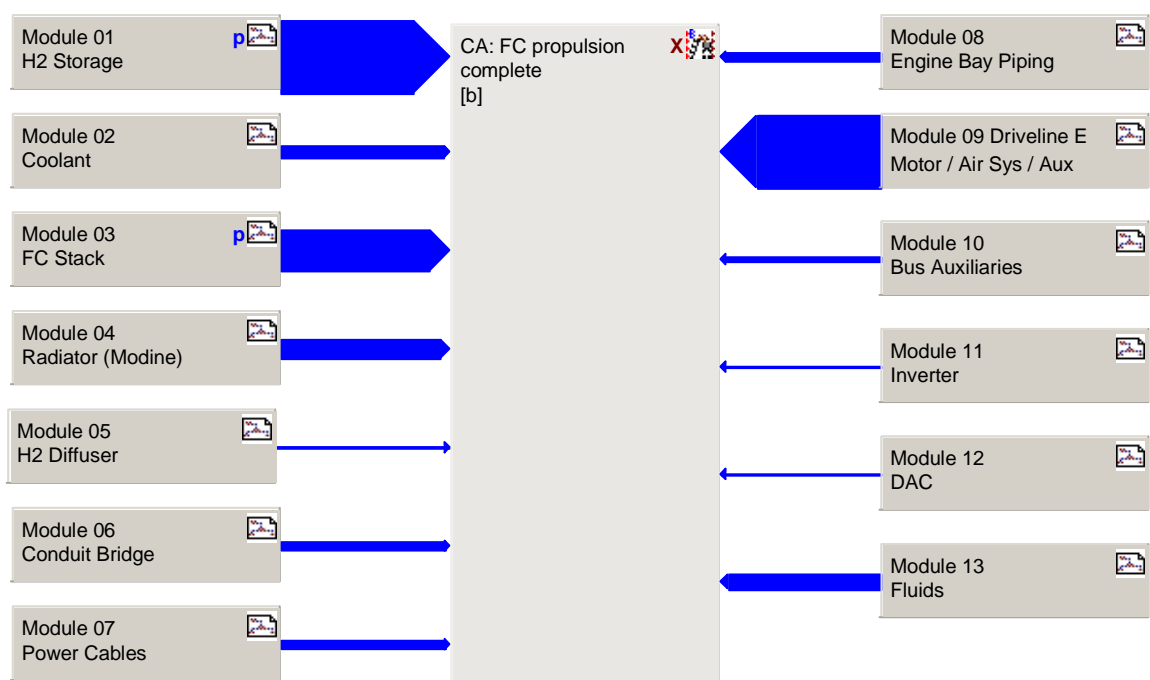 Module 01
p
H2 Storage
Module 02
Coolant
Module 03
p
FC Stack
Module 04
Radiator (Modine)
Module 05
H2 Diffuser
Module 06
Conduit Bridge
Module 07
Power Cables
CA: FC propulsion
X
complete
[b]
Module 08
Engine Bay Piping
Module 09 Driveline E
Motor / Air Sys / Aux
Module 10
Bus Auxiliaries
Module 11
Inverter
Module 12
DAC
Module 13
Fluids